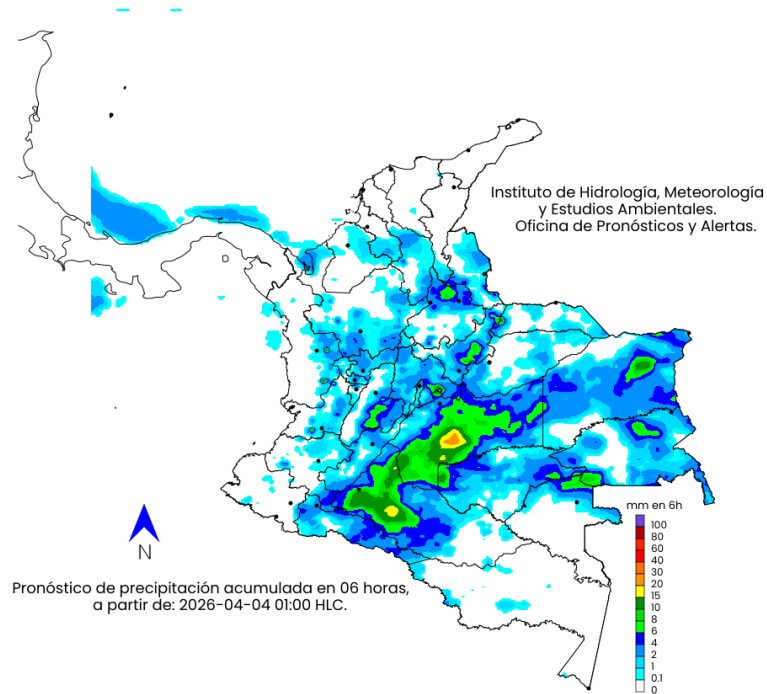 Instituto de Hidrología, Meteorología
y Estudios Ambientales.
Oficina de Pronósticos y Alertas.
N
Pronóstico de precipitación acumulada en 06 horas,
a partir de: 2026-04-04 01:00 HLC.
mm en 6h
100
80
60
40
30
20
15
10
8
6
4
2
1
0.1
0